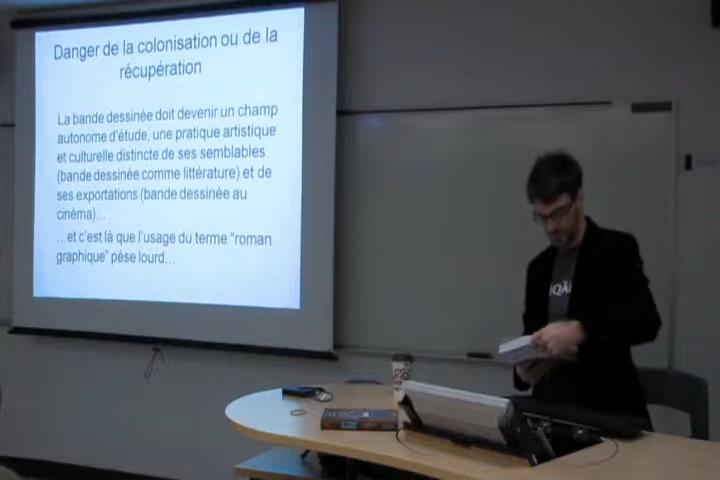 Danger de la colonisation ou de la
récupération
La bande dessinée doit devenir un champ
autonome d'étude, une pratique artistique
et culturelle distincte de ses semblables
(bande dessinée comme littérature) et de
ses exportations (bande dessinée au
cinéma)...
...et c'est là que l'usage du terme "roman
graphique" pèse lourd...